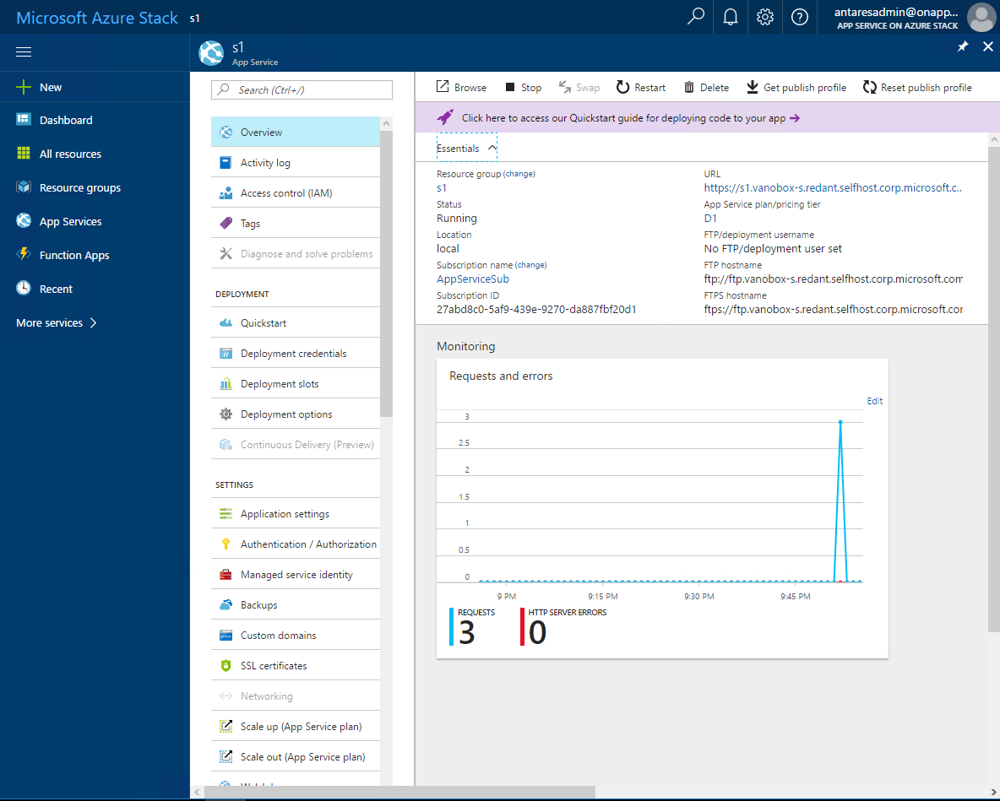 Microsoft Azure Stack s1
antaresadmin@onapp...
APP SERVICE ON AZURE STACK
New
Dashboard
All resources
Resource groups
App Services
Function Apps
Recent
More services
s1
App Service
Search (Ctrl+/)
Overview
Activity log
Access control (IAM)
Tags
Diagnose and solve problems
DEPLOYMENT
Quickstart
Deployment credentials
Deployment slots
Deployment options
Continuous Delivery (Preview)
SETTINGS
Application settings
Authentication / Authorization
Managed service identity
Backups
Custom domains
SSL certificates
Networking
Scale up (App Service plan)
Scale out (App Service plan)
Browse Stop Swap Restart Delete Get publish profile Reset publish profile
Click here to access our Quickstart guide for deploying code to your app
Essentials
Resource group (change)
s1
Status
Running
Location
local
Subscription name (change)
AppServiceSub
Subscription ID
27abd8c0-5af9-439e-9270-da887fbf20d1
URL
https://s1.vanobox-s.redant.selfhost.corp.microsoft.c..
App Service plan/pricing tier
D1
FTP/deployment username
No FTP/deployment user set
FTP hostname
ftp://ftp.vanobox-s.redant.selfhost.corp.microsoft.com
FTPS hostname
ftps://ftp.vanobox-s.redant.selfhost.corp.microsoft.cor
Monitoring
Requests and errors
Edit
3
2.5
2
1.5
1
0.5
0
9 PM 9:15 PM 9:30 PM 9:45 PM
REQUESTS
3
HTTP SERVER ERRORS
0